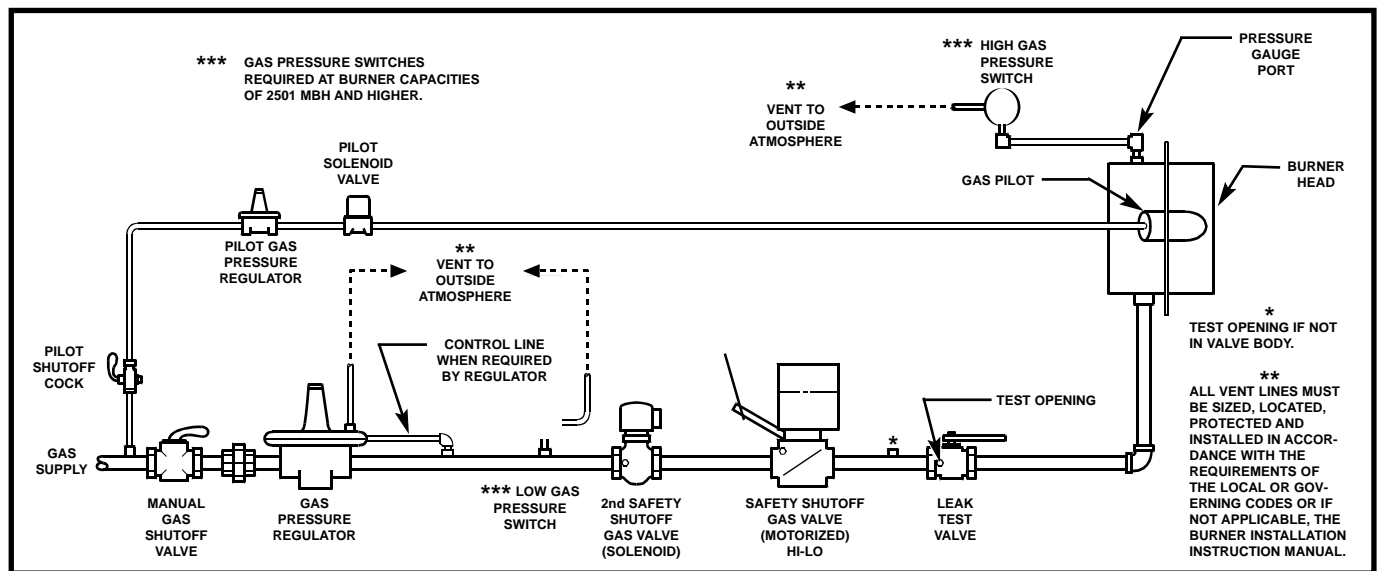 *** GAS PRESSURE SWITCHES
REQUIRED AT BURNER CAPACITIES
OF 2501 MBH AND HIGHER.
*** HIGH GAS
PRESSURE
SWITCH
PRESSURE
GAUGE
PORT
**
VENT TO
OUTSIDE
ATMOSPHERE
PILOT
SOLENOID
VALVE
GAS PILOT
BURNER
HEAD
PILOT GAS
PRESSURE
REGULATOR
**
VENT TO
OUTSIDE
ATMOSPHERE
PILOT
SHUTOFF
COCK
CONTROL LINE
WHEN REQUIRED
BY REGULATOR
*
TEST OPENING IF NOT
IN VALVE BODY.
**
ALL VENT LINES MUST
BE SIZED, LOCATED,
PROTECTED AND
INSTALLED IN ACCOR-
DANCE WITH THE
REQUIREMENTS OF
THE LOCAL OR GOV-
ERNING CODES OR IF
NOT APPLICABLE, THE
BURNER INSTALLATION
INSTRUCTION MANUAL.
TEST OPENING
*
GAS
SUPPLY
MANUAL
GAS
SHUTOFF
VALVE
GAS
PRESSURE
REGULATOR
*** LOW GAS
PRESSURE
SWITCH
2nd SAFETY
SHUTOFF
GAS VALVE
(SOLENOID)
SAFETY SHUTOFF
GAS VALVE
(MOTORIZED)
HI-LO
LEAK
TEST
VALVE